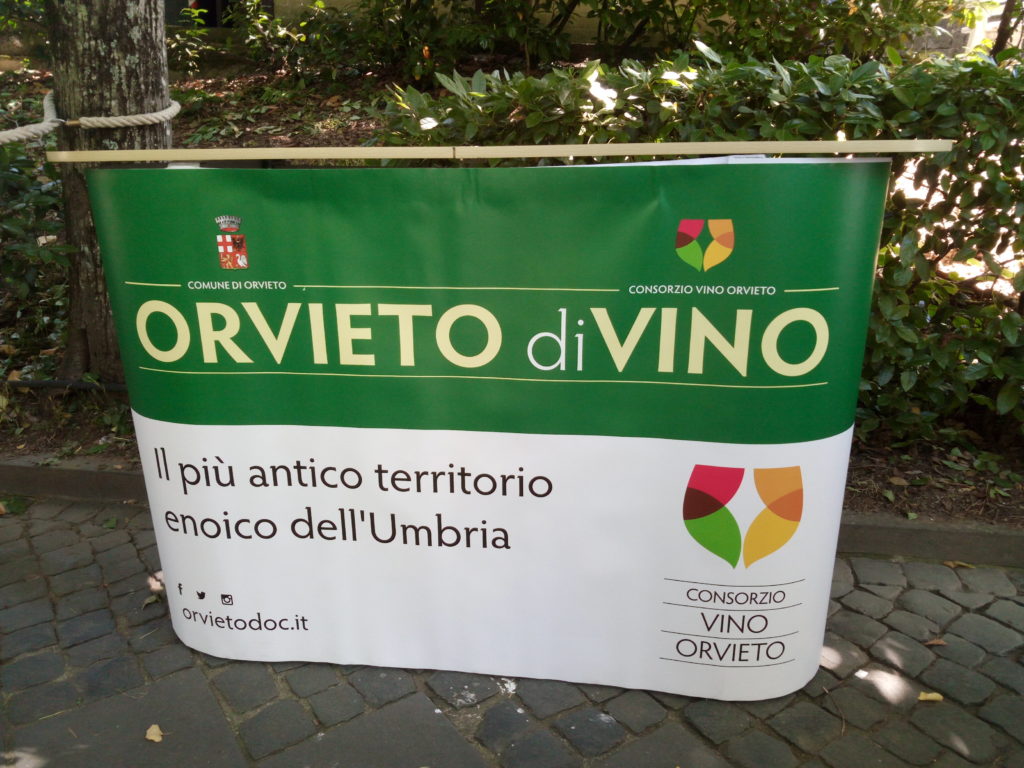 COMUNE DI ORVIETO
CONSORZIO VINO ORVIETO
ORVIETO diVINO
Il più antico territorio
enoico dell'Umbria
orvietodoc.it
CONSORZIO
VINO
ORVIETO